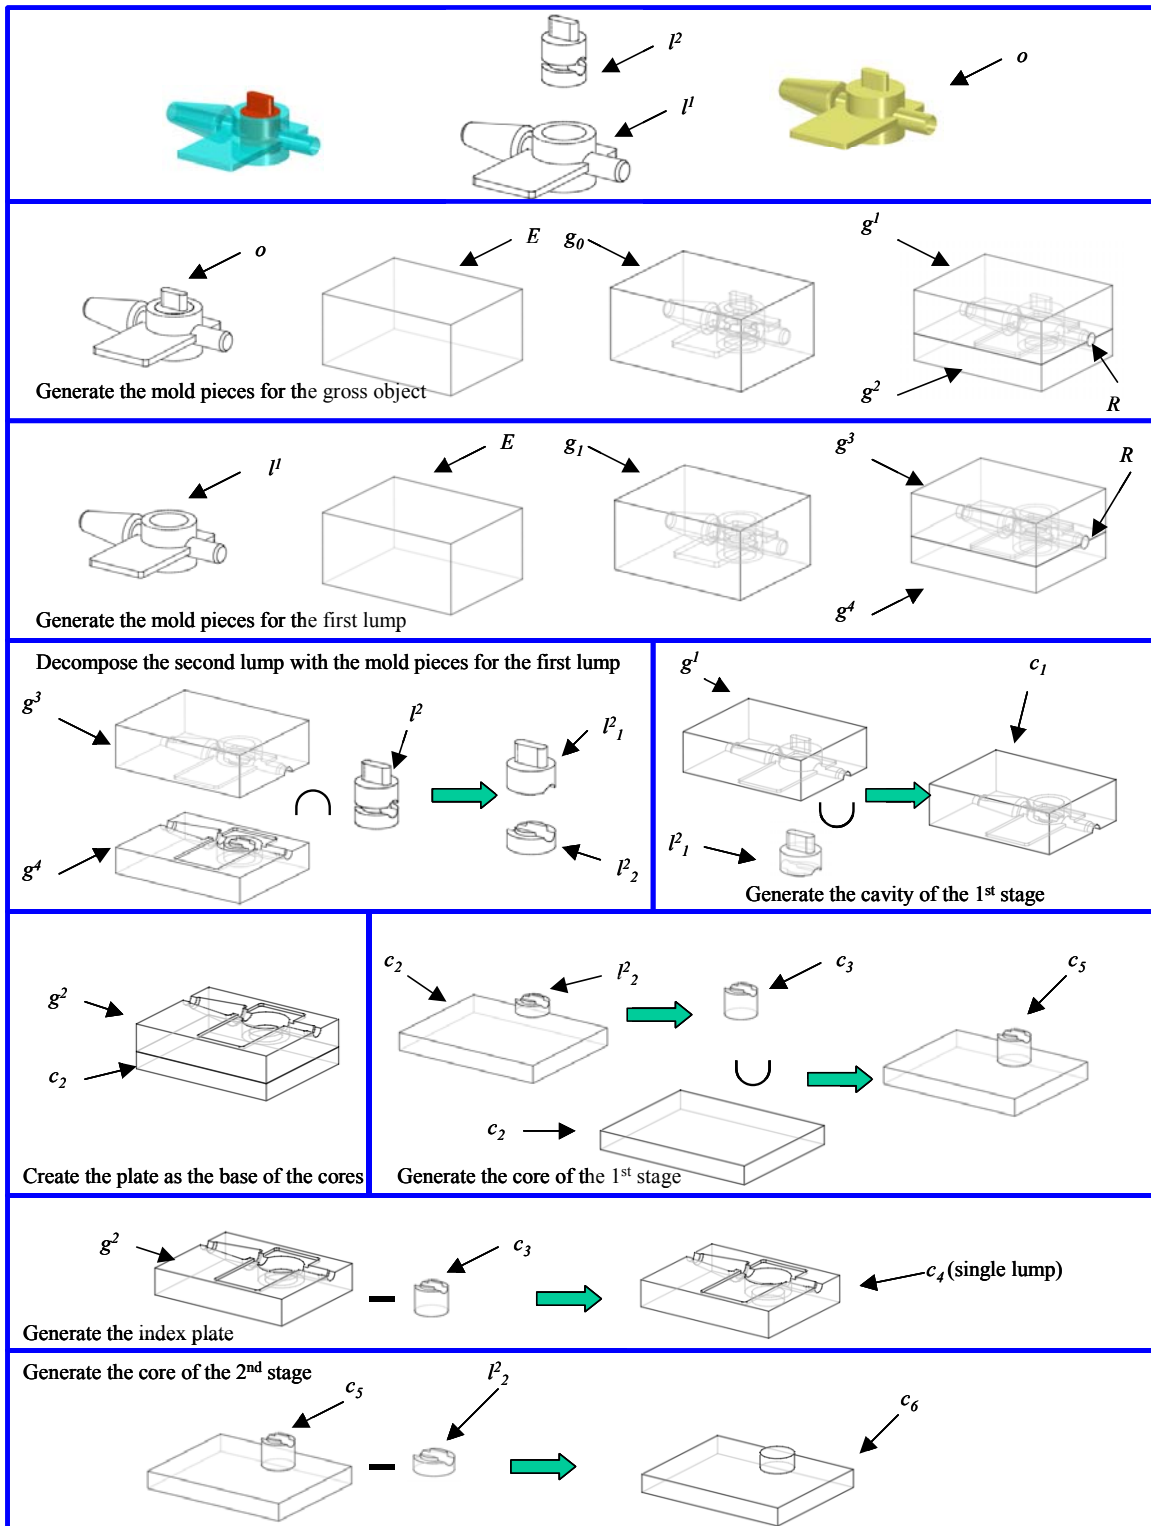 l²
o
l¹
g¹
o
E
g₀
g²
R
Generate the mold pieces for the gross object
E
g₁
g³
R
l¹
g⁴
Generate the mold pieces for the first lump
Decompose the second lump with the mold pieces for the first lump
g³
l²
l²₁
g⁴
l²₂
g¹
c₁
l²₁
Generate the cavity of the 1st stage
g²
c₂
Create the plate as the base of the cores
c₂
l²₂
c₃
c₅
c₂
Generate the core of the 1st stage
g²
c₃
c₄ (single lump)
Generate the index plate
Generate the core of the 2nd stage
c₅
l²₂
c₆